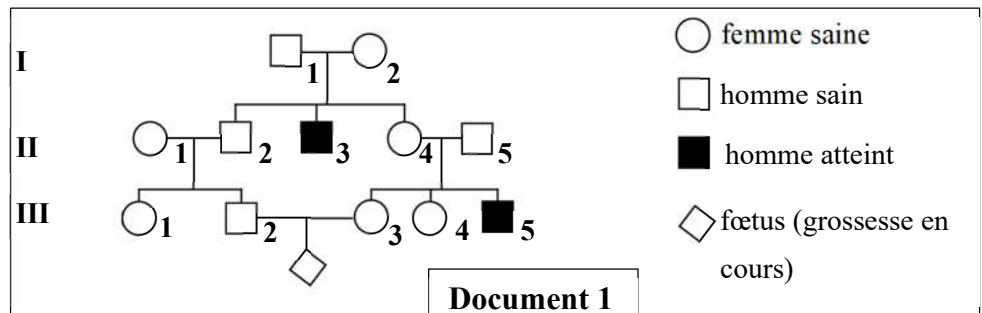 I
1 2
femme saine
homme sain
II
1 2 3 4 5
homme atteint
III
1 2 3 4 5
fœtus (grossesse en
cours)
Document 1